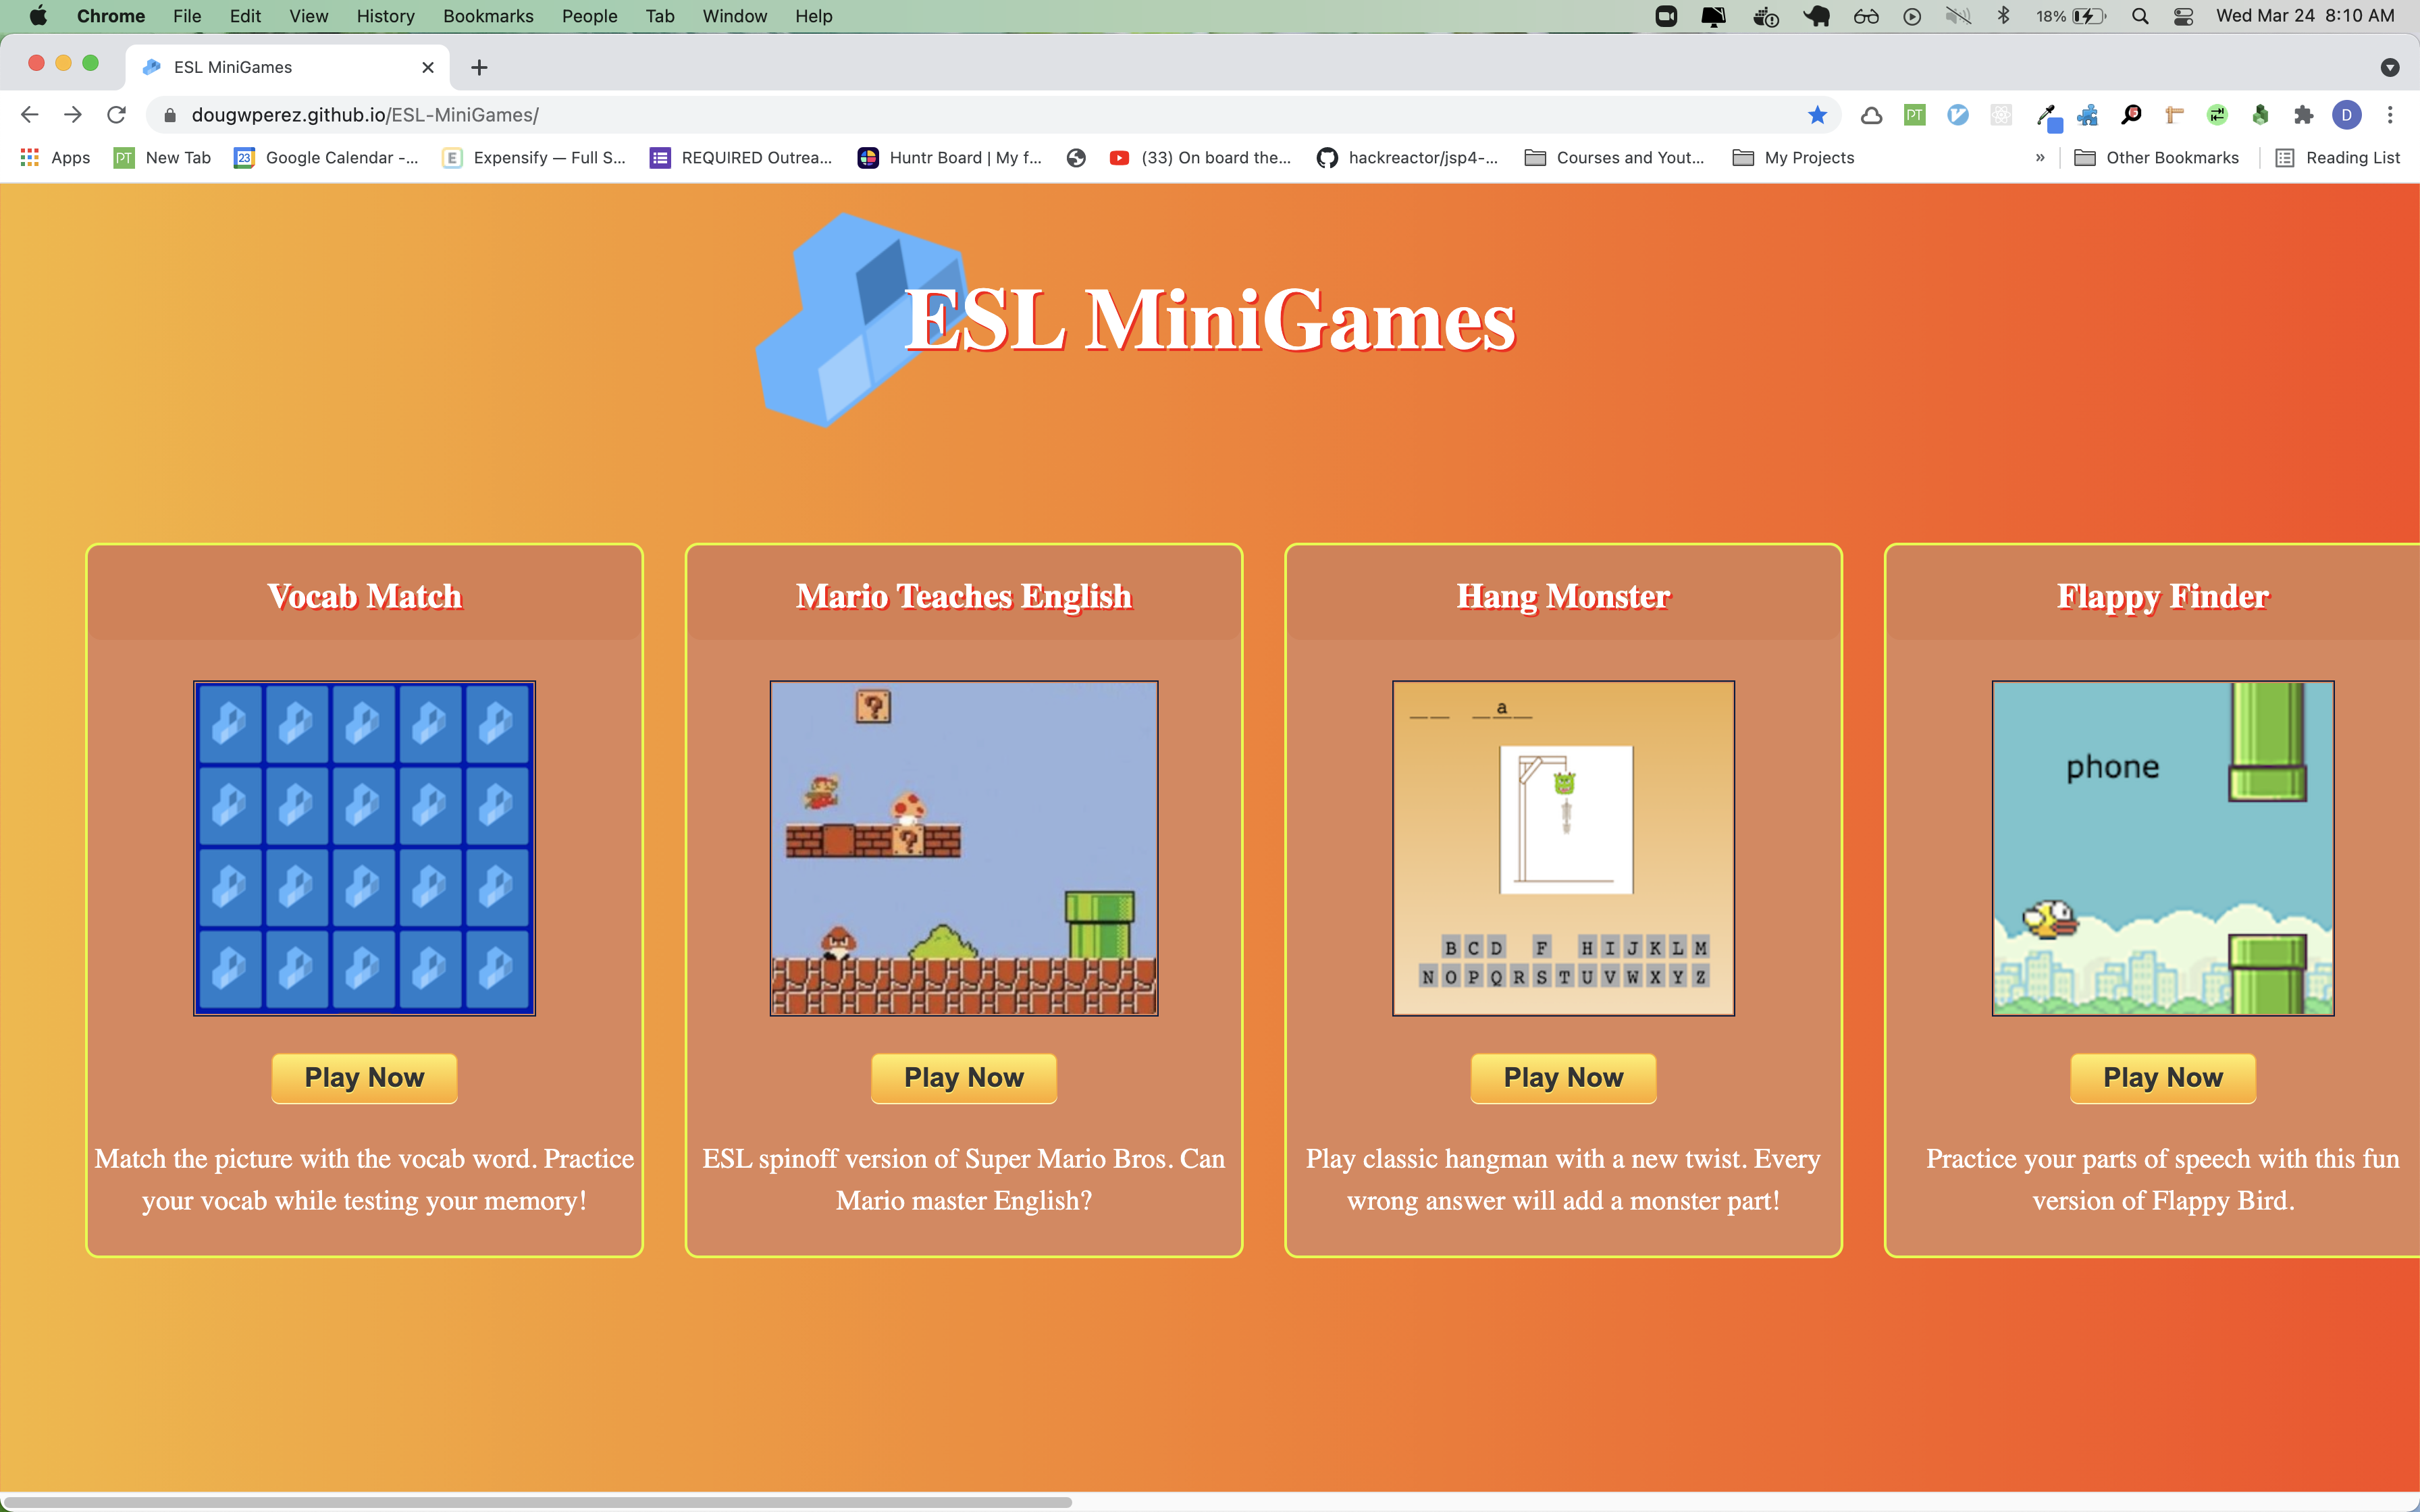 Chrome File Edit View History Bookmarks People Tab Window Help 18% Wed Mar 24 8:10 AM
ESL MiniGames
dougwperez.github.io/ESL-MiniGames/ PT D
Apps PT New Tab 23 Google Calendar -... E Expensify — Full S... REQUIRED Outrea... Huntr Board | My f... (33) On board the... hackreactor/jsp4-... Courses and Yout... My Projects » Other Bookmarks Reading List
ESL MiniGames
Vocab Match
Play Now
Match the picture with the vocab word. Practice
your vocab while testing your memory!
Mario Teaches English
? 
?
Play Now
ESL spinoff version of Super Mario Bros. Can
Mario master English?
Hang Monster
__ _a_
B C D F H I J K L M
N O P Q R S T U V W X Y Z
Play Now
Play classic hangman with a new twist. Every
wrong answer will add a monster part!
Flappy Finder
phone
Play Now
Practice your parts of speech with this fun
version of Flappy Bird.